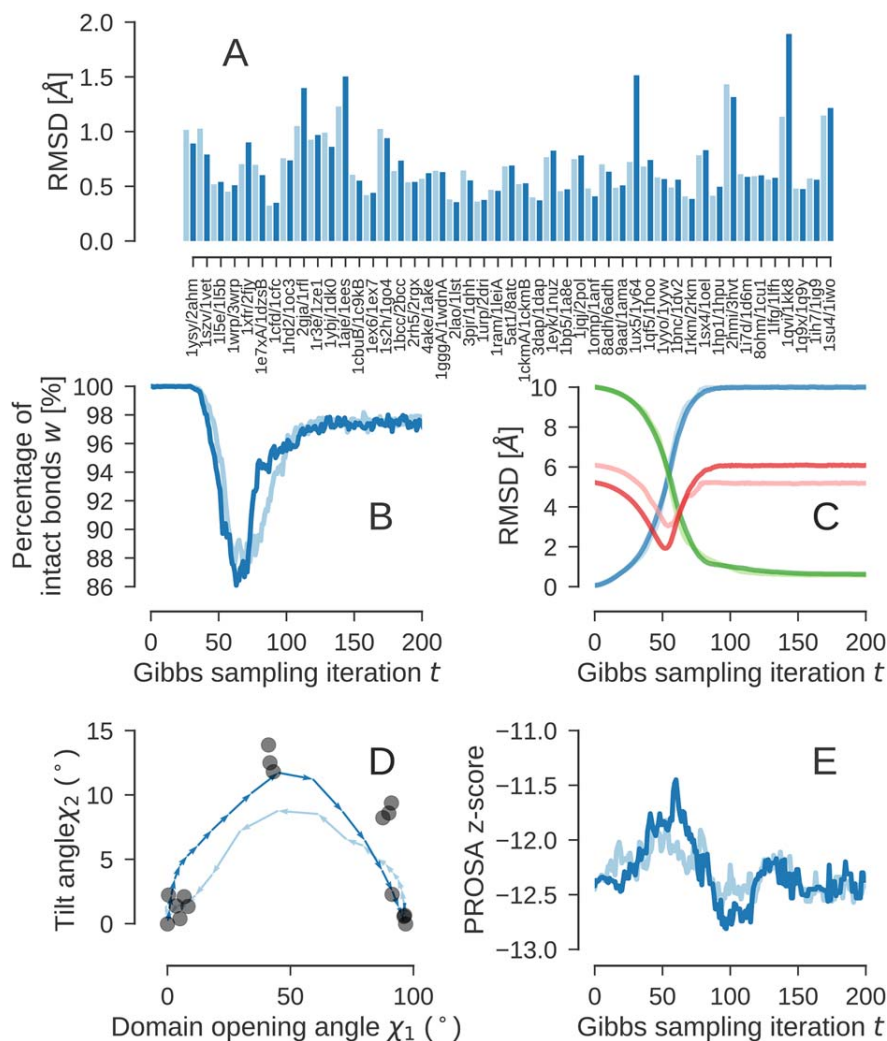 A
RMSD [Å]
2.0
1.5
1.0
0.5
0.0
1ysy/2ahm
1szv/1vet
1l5e/1l5b
1wrp/3wrp
1xfr/2fjy
1e7xA/1dzsB
1cfd/1cfc
1hd2/1oc3
2gja/1rfl
1r3e/1ze1
1ybj/1dk0
1aje/1ees
1cbuB/1c9kB
1ex6/1ex7
1s2h/1go4
1bcc/2bcc
2rh5/2rgx
4ake/1ake
1gggA/1wdnA
2lao/1lst
3pjr/1ghh
1urp/2dri
1ram/1leiA
5at1/8atc
1ckmA/1ckmB
3dap/1dap
1eyk/1nuz
1bp5/1a8e
1jqj/2pol
1omp/1anf
8adh/6adh
9aat/1ama
1ux5/1y64
1qf5/1hoo
1yyo/1yyw
1bnc/1dv2
1rkm/2rkm
1sx4/1oel
1hp1/1hpu
2hmi/3hvt
1i7d/1d6m
8ohm/1cu1
1lfg/1lfh
1qvi/1kk8
1q9x/1q9y
1ih7/1ig9
1su4/1iwo
Percentage of
intact bonds w [%]
100
98
96
94
92
90
88
86
B
0 50 100 150 200
Gibbs sampling iteration t
RMSD [Å]
10
8
6
4
2
0
C
0 50 100 150 200
Gibbs sampling iteration t
Tilt angleχ2 (°)
15
10
5
0
D
0 50 100
Domain opening angle χ1 (°)
PROSA z-score
−11.0
−11.5
−12.0
−12.5
−13.0
E
0 50 100 150 200
Gibbs sampling iteration t